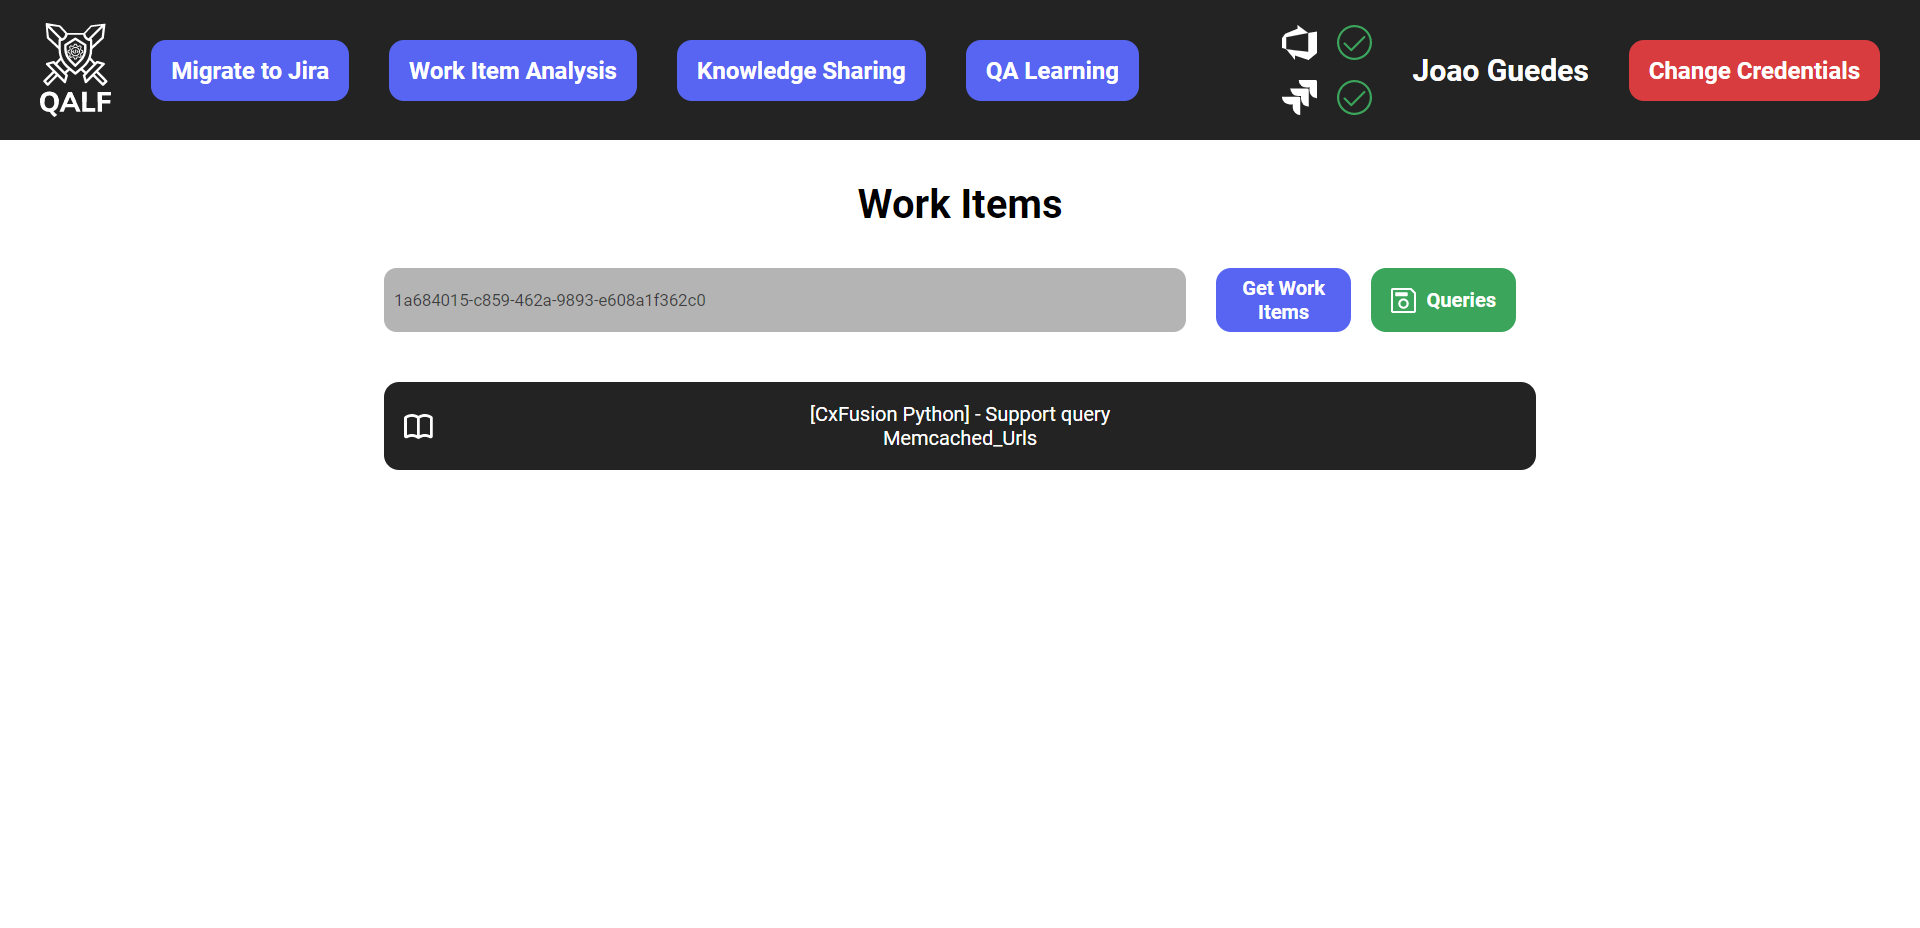 QALF
Migrate to Jira
Work Item Analysis
Knowledge Sharing
QA Learning
Joao Guedes
Change Credentials
Work Items
1a684015-c859-462a-9893-e608a1f362c0
Get Work
Items
Queries
[CxFusion Python] - Support query
Memcached_Urls